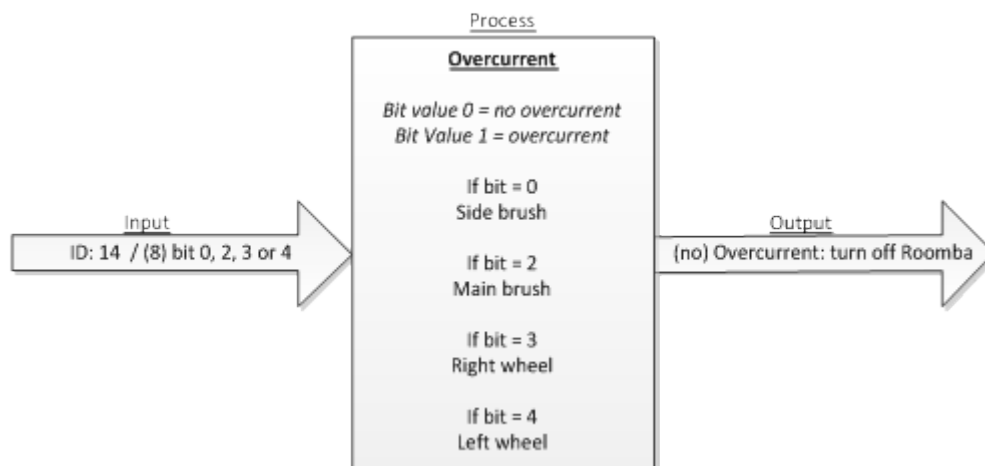 Process
Overcurrent
Bit value 0 = no overcurrent
Bit Value 1 = overcurrent
If bit = 0
Side brush
If bit = 2
Main brush
If bit = 3
Right wheel
If bit = 4
Left wheel
Input
ID: 14 / (8) bit 0, 2, 3 or 4
Output
(no) Overcurrent: turn off Roomba